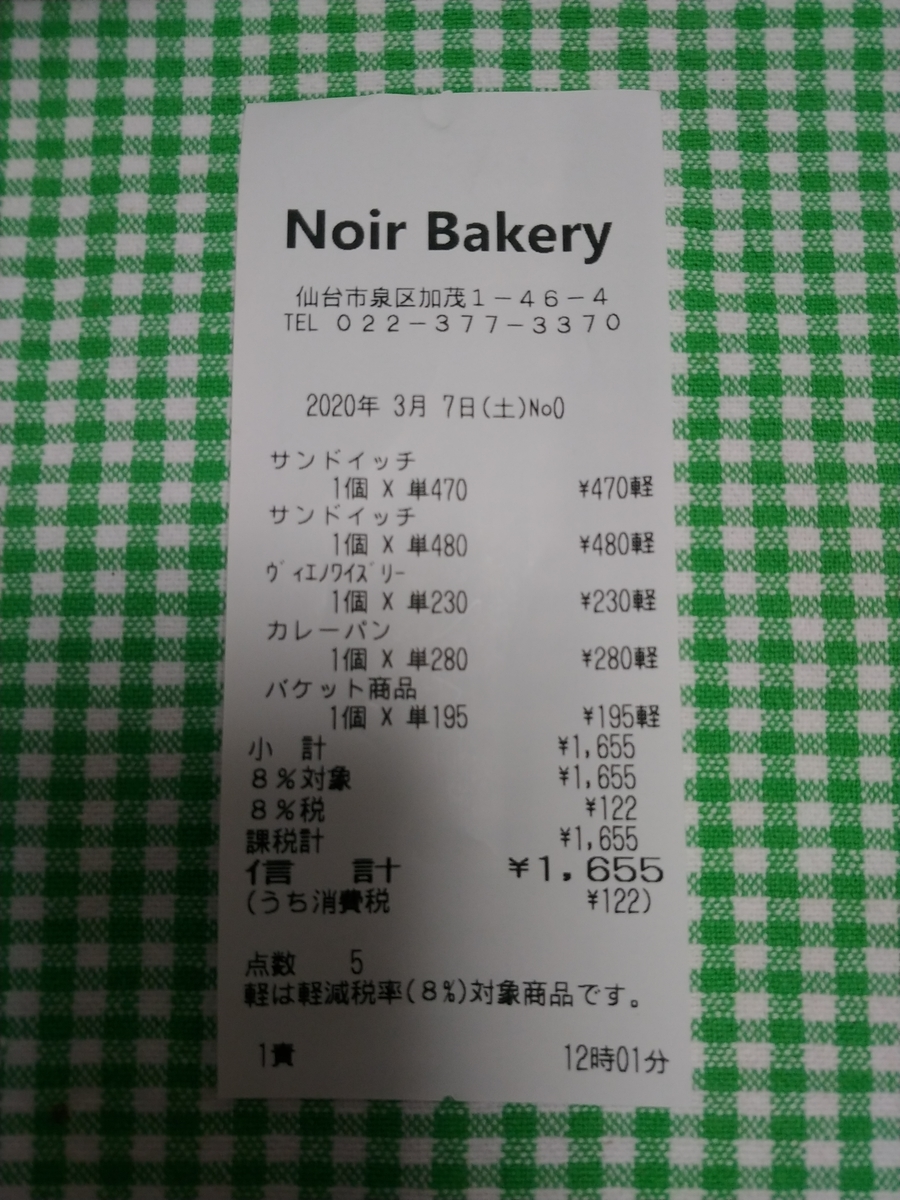 Noir Bakery
仙台市泉区加茂１－４６－４
TEL ０２２－３７７－３３７０
2020年 3月 7日(土)No0
サンドイッチ
1個 X 単470 ¥470軽
サンドイッチ
1個 X 単480 ¥480軽
ｳﾞｨｴﾉﾜｲｽﾞﾘｰ
1個 X 単230 ¥230軽
カレーパン
1個 X 単280 ¥280軽
バケット商品
1個 X 単195 ¥195軽
小 計 ¥1,655
８％対象 ¥1,655
８％税 ¥122
課税計 ¥1,655
信 計 ¥1,655
(うち消費税 ¥122)
点数 5
軽は軽減税率(８%)対象商品です。
1責 12時01分